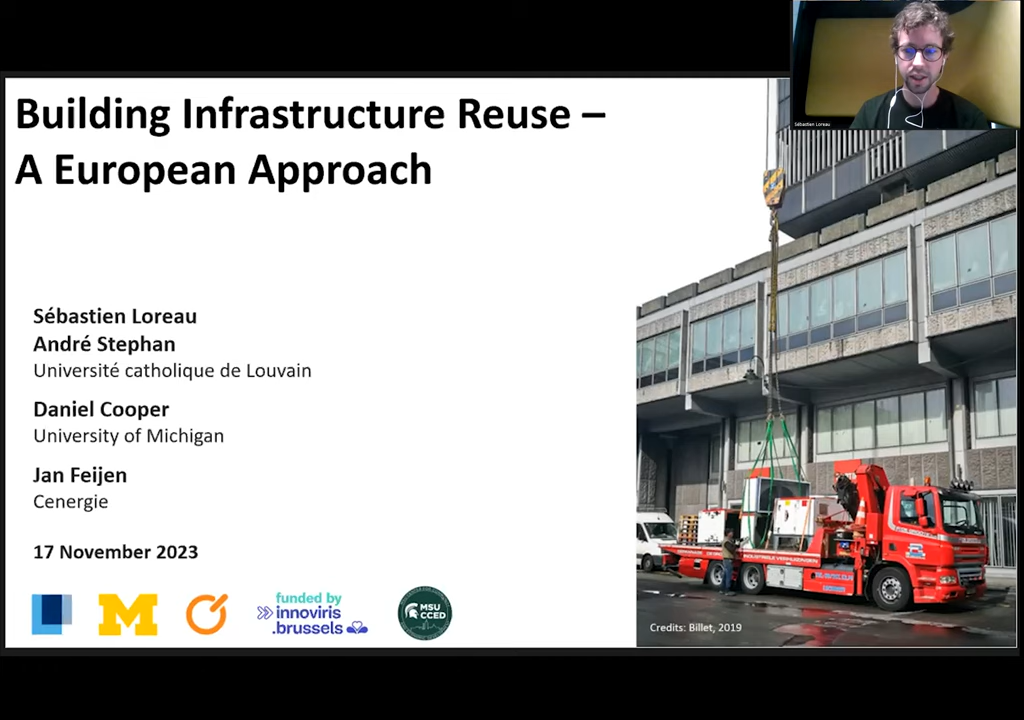 Sébastien Loreau
Building Infrastructure Reuse –
A European Approach
Sébastien Loreau
André Stephan
Université catholique de Louvain
Daniel Cooper
University of Michigan
Jan Feijen
Cenergie
17 November 2023
M
funded by
innoviris
.brussels
MSU
CCED
Credits: Billet, 2019